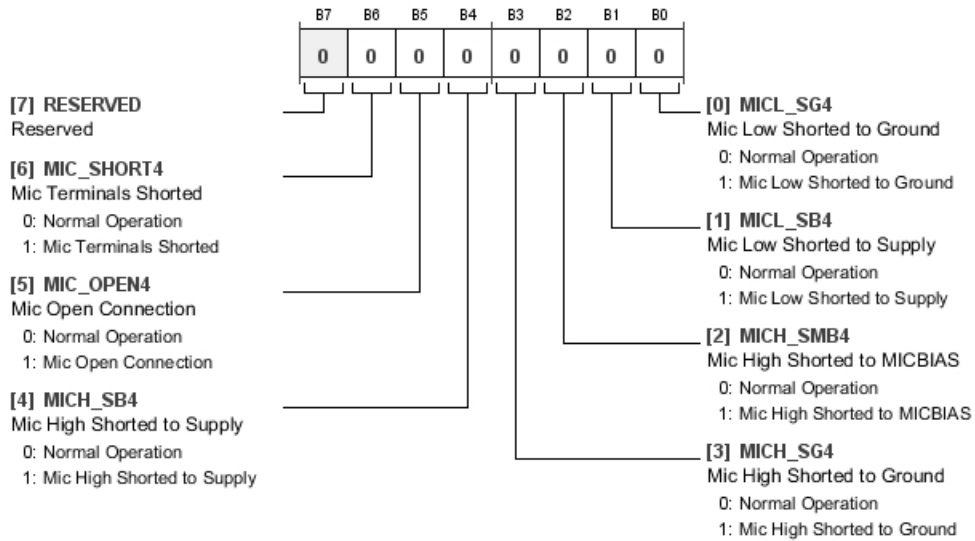 B7 B6 B5 B4 B3 B2 B1 B0
0 0 0 0 0 0 0 0
[7] RESERVED
Reserved
[6] MIC_SHORT4
Mic Terminals Shorted
0: Normal Operation
1: Mic Terminals Shorted
[5] MIC_OPEN4
Mic Open Connection
0: Normal Operation
1: Mic Open Connection
[4] MICH_SB4
Mic High Shorted to Supply
0: Normal Operation
1: Mic High Shorted to Supply
[0] MICL_SG4
Mic Low Shorted to Ground
0: Normal Operation
1: Mic Low Shorted to Ground
[1] MICL_SB4
Mic Low Shorted to Supply
0: Normal Operation
1: Mic Low Shorted to Supply
[2] MICH_SMB4
Mic High Shorted to MICBIAS
0: Normal Operation
1: Mic High Shorted to MICBIAS
[3] MICH_SG4
Mic High Shorted to Ground
0: Normal Operation
1: Mic High Shorted to Ground